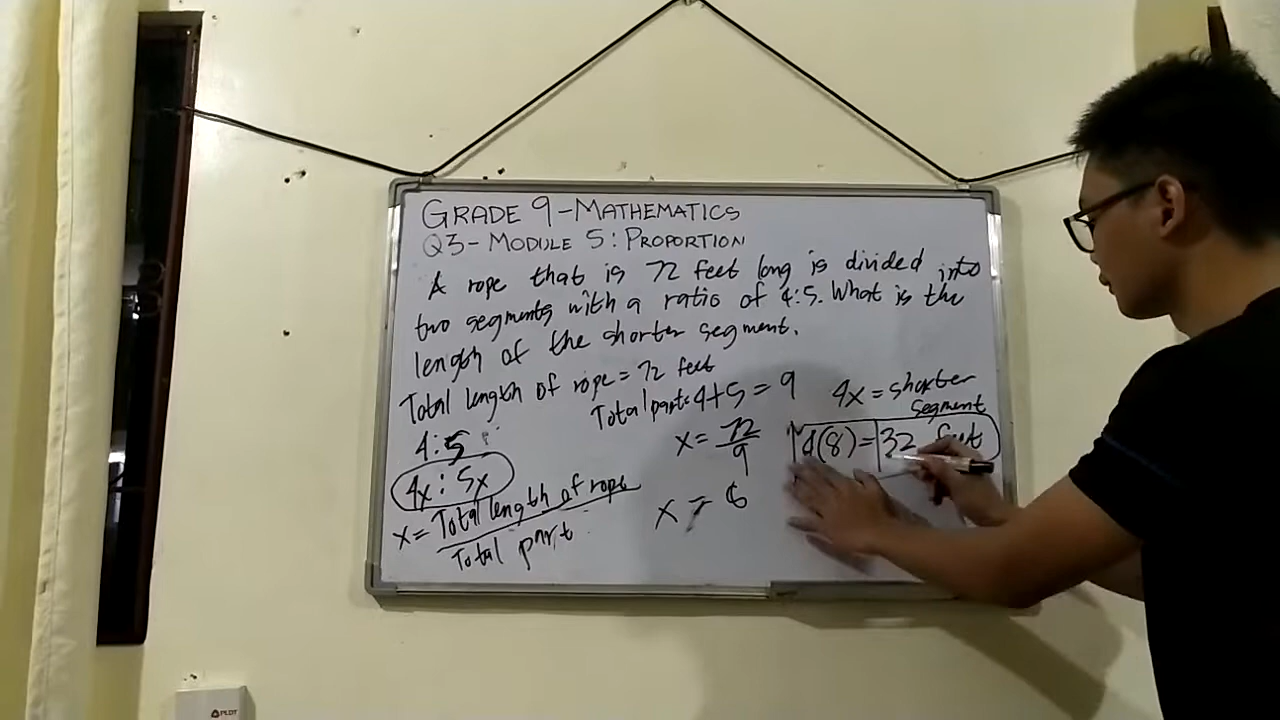 GRADE 9-MATHEMATICS
Q3-MODULE 5: PROPORTION
A rope that is 72 feet long is divided into
two segments with a ratio of 4:5. What is the
length of the shorter segment.
Total length of rope = 72 feet
Total part= 4+5 = 9
4:5
4x : 5x
x = Total length of rope
Total part
x = 72
9
x =
4x = shorter
segment
4(8) = 32 feet
PLDT